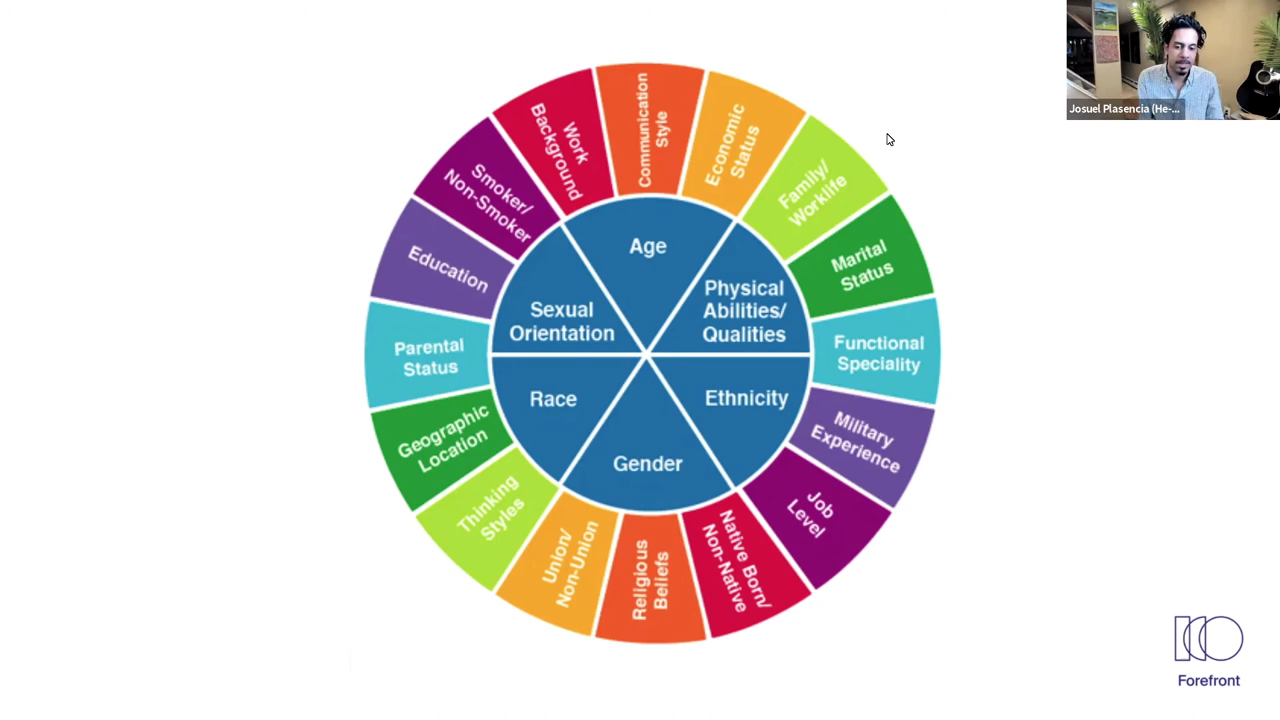 Josuel Plasencia (He-...
Communication
Style
Economic
Status
Family/
Worklife
Marital
Status
Functional
Speciality
Military
Experience
Job
Level
Native Born/
Non-Native
Religious
Beliefs
Union/
Non-Union
Thinking
Styles
Geographic
Location
Parental
Status
Education
Smoker/
Non-Smoker
Work
Background
Age
Physical
Abilities/
Qualities
Ethnicity
Gender
Race
Sexual
Orientation
Forefront